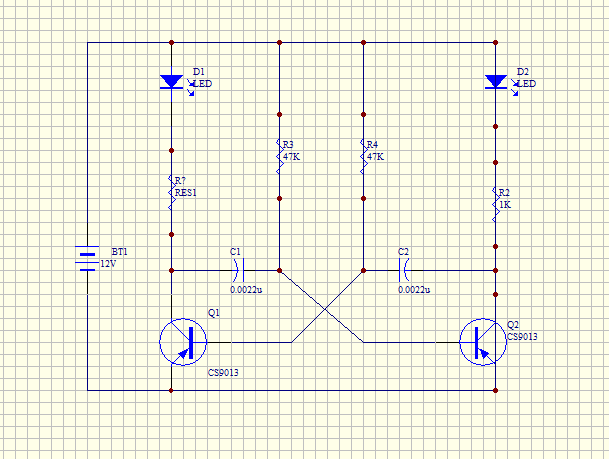 D1
LED
D2
LED
R3
47K
R4
47K
R?
RES1
R2
1K
BT1
12V
C1
0.0022u
C2
0.0022u
Q1
CS9013
Q2
CS9013